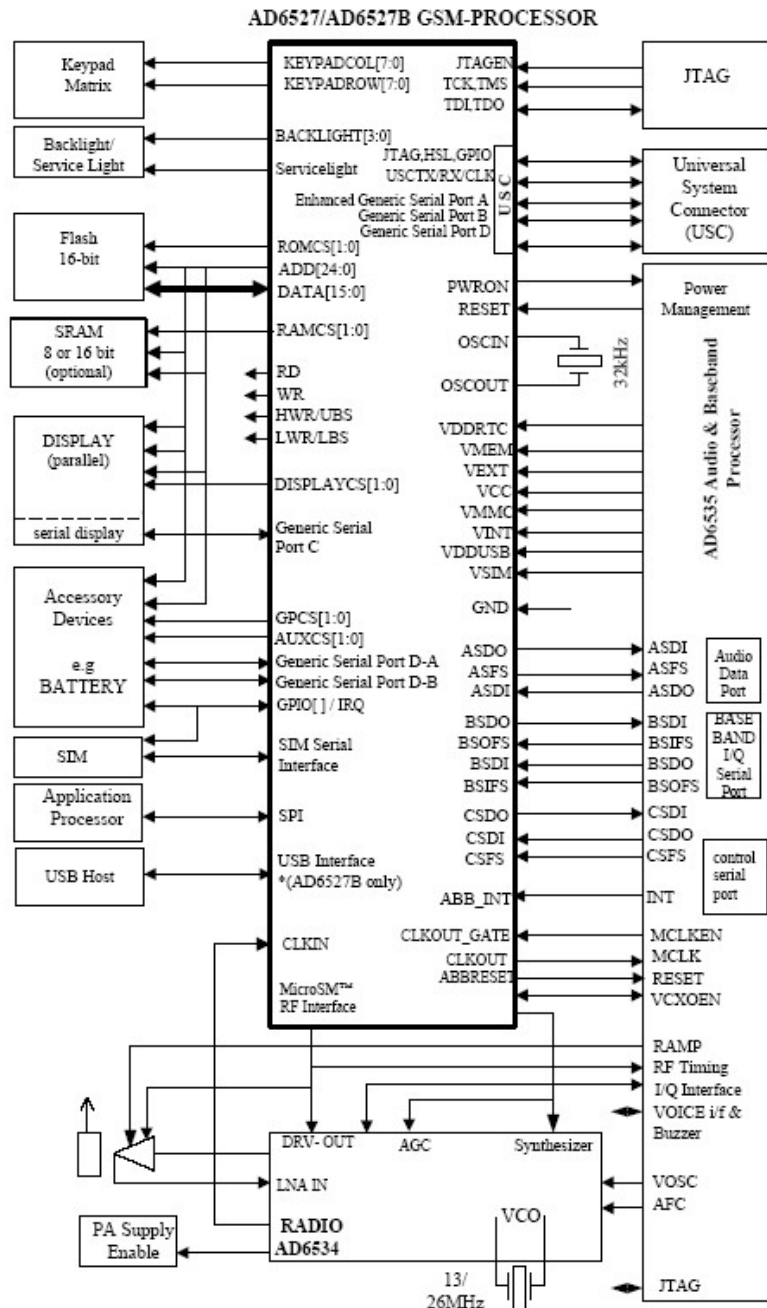 AD6527/AD6527B GSM-PROCESSOR
Keypad
Matrix
Backlight/
Service Light
Flash
16-bit
SRAM
8 or 16 bit
(optional)
DISPLAY
(parallel)
serial display
Accessory
Devices
e.g
BATTERY
SIM
Application
Processor
USB Host
PA Supply
Enable
KEYPADCOL[7:0]
KEYPADROW[7:0]
BACKLIGHT[3:0]
Servicelight
ROMCS[1:0]
ADD[24:0]
DATA[15:0]
RAMCS[1:0]
RD
WR
HWR/UBS
LWR/LBS
DISPLAYCS[1:0]
Generic Serial
Port C
GPCS[1:0]
AUXCS[1:0]
Generic Serial Port D-A
Generic Serial Port D-B
GPIO[ ] / IRQ
SIM Serial
Interface
SPI
USB Interface
*(AD6527B only)
CLKIN
MicroSM™
RF Interface
JTAGEN
TCK,TMS
TDI,TDO
JTAG,HSL,GPIO
USCTX/RX/CLK
Enhanced Generic Serial Port A
Generic Serial Port B
Generic Serial Port D
USC
PWRON
RESET
OSCIN
OSCOUT
32kHz
VDDRTC
VMEM
VEXT
VCC
VMMC
VINT
VDDUSB
VSIM
GND
ASDO
ASFS
ASDI
BSDO
BSOFS
BSDI
BSIFS
CSDO
CSDI
CSFS
ABB_INT
CLKOUT_GATE
CLKOUT
ABBRESET
JTAG
Universal
System
Connector
(USC)
Power
Management
AD6535 Audio & Baseband
Processor
ASDI
ASFS
ASDO
Audio
Data
Port
BSDI
BSIFS
BSDO
BSOFS
BASE
BAND
I/Q
Serial
Port
CSDI
CSDO
CSFS
control
serial
port
INT
MCLKEN
MCLK
RESET
VCXOEN
RAMP
RF Timing
I/Q Interface
VOICE i/f &
Buzzer
VOSC
AFC
JTAG
DRV- OUT
AGC
Synthesizer
LNA IN
RADIO
AD6534
VCO
13/
26MHz